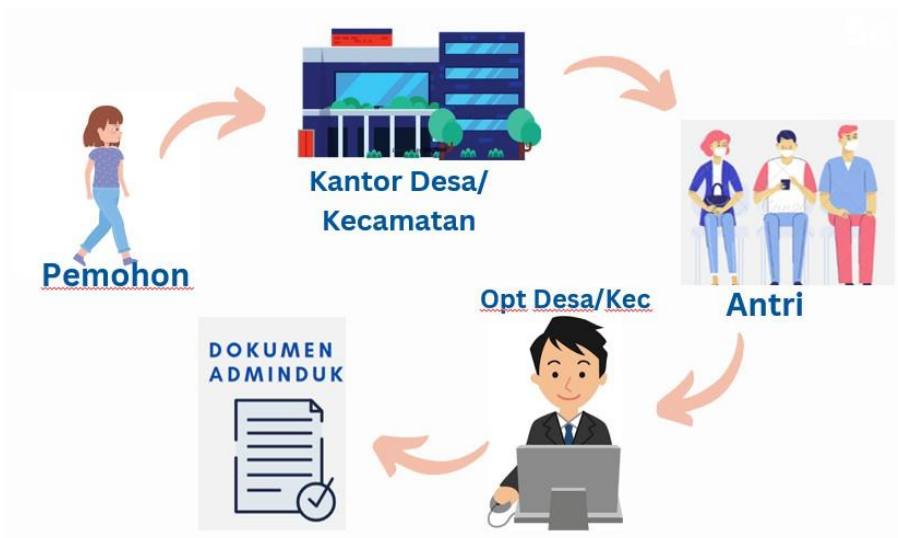 Kantor Desa/
Kecamatan
Pemohon
Antri
Opt Desa/Kec
DOKUMEN
ADMINDUK